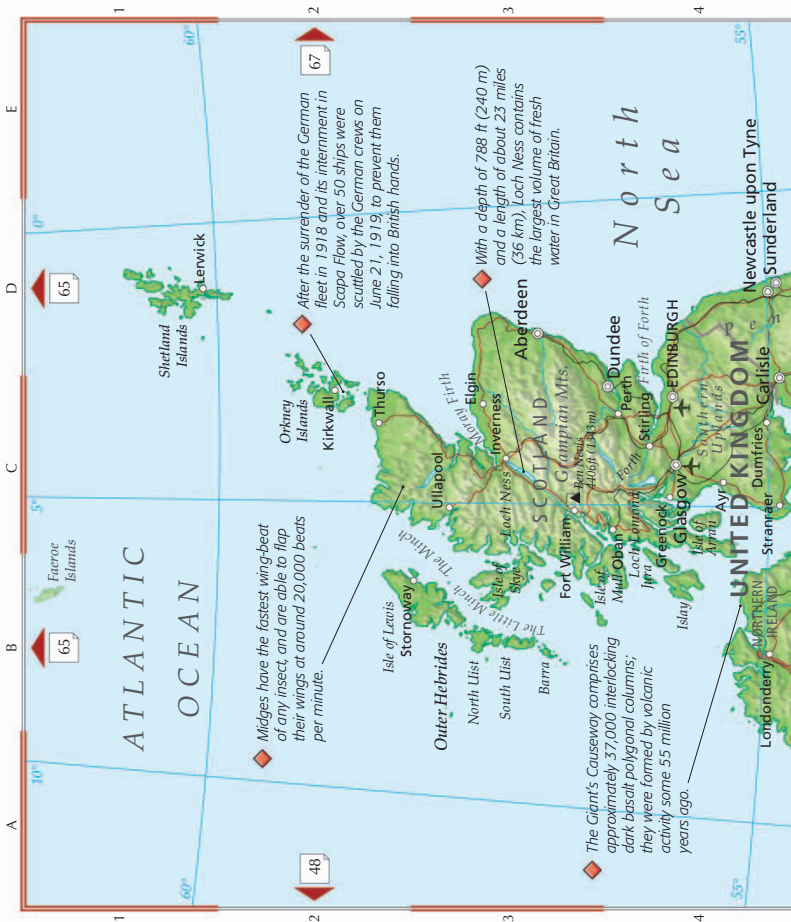 A
B
C
D
E
1
2
3
4
1
2
3
4
65
65
67
48
10°
5°
0°
60°
60°
55°
55°
ATLANTIC
OCEAN
Faeroe
Islands
Shetland
Islands
Lerwick
Midges have the fastest wing-beat
of any insect, and are able to flap
their wings at around 20,000 beats
per minute.
After the surrender of the German
fleet in 1918 and its internment in
Scapa Flow, over 50 ships were
scuttled by the German crews on
June 21, 1919, to prevent them
falling into British hands.
Orkney
Islands
Kirkwall
Thurso
Isle of Lewis
Stornoway
The Minch
Ullapool
Outer Hebrides
North Uist
South Uist
Barra
The Little Minch
Isle of
Skye
Loch Ness
Moray Firth
Elgin
Inverness
SCOTLAND
Grampian Mts.
Aberdeen
With a depth of 788 ft (240 m)
and a length of about 23 miles
(36 km), Loch Ness contains
the largest volume of fresh
water in Great Britain.
Fort William
Ben Nevis
4406ft (1343m)
Isle of
Mull
Oban
Loch Lomond
Jura
Islay
Forth
Dundee
Perth
Stirling
Firth of Forth
EDINBURGH
Greenock
Glasgow
Isle of
Arran
Ayr
Southern
Uplands
North
Sea
The Giant's Causeway comprises
approximately 37,000 interlocking
dark basalt polygonal columns;
they were formed by volcanic
activity some 55 million
years ago.
UNITED KINGDOM
NORTHERN
IRELAND
Londonderry
Stranraer
Dumfries
Carlisle
Pen
Newcastle upon Tyne
Sunderland